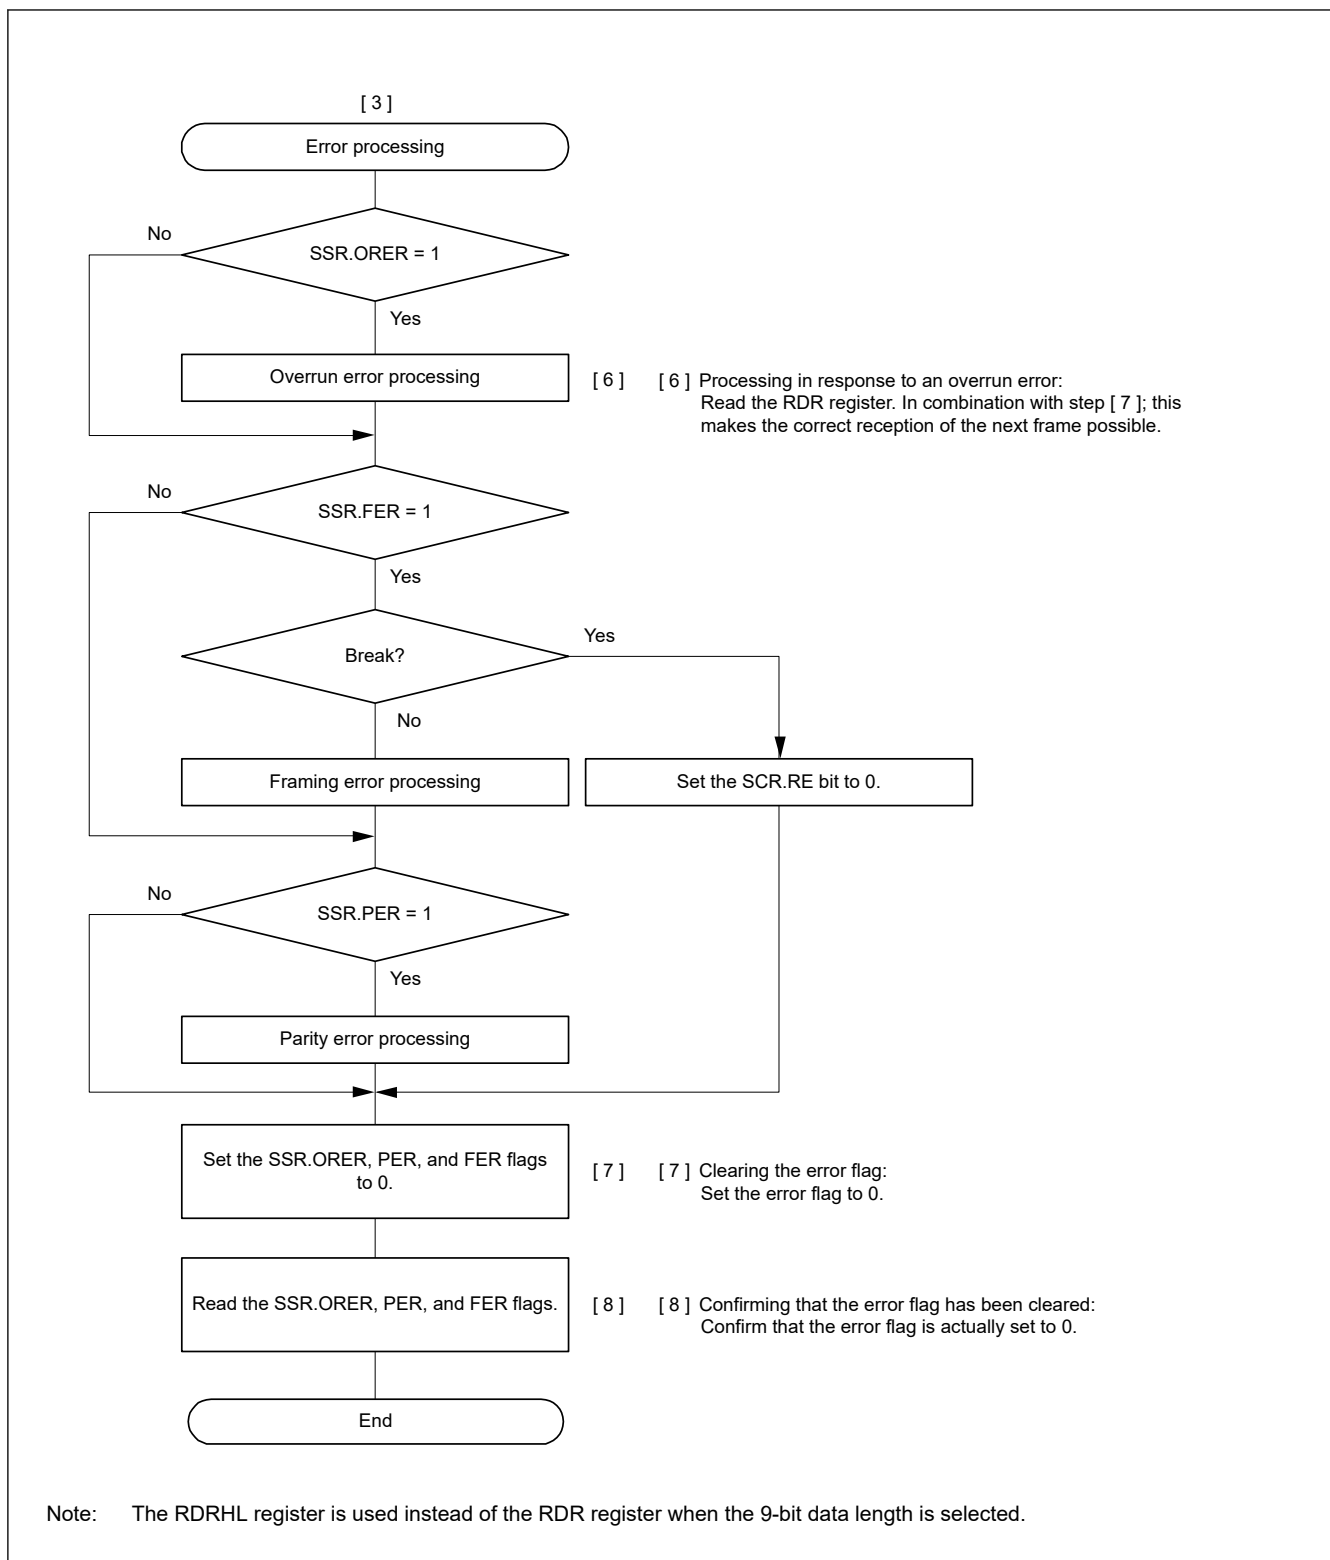 [ 3 ]
Error processing
No
SSR.ORER = 1
Yes
Overrun error processing
[ 6 ]
[ 6 ] Processing in response to an overrun error:
Read the RDR register. In combination with step [ 7 ]; this
makes the correct reception of the next frame possible.
No
SSR.FER = 1
Yes
Break?
Yes
No
Framing error processing
Set the SCR.RE bit to 0.
No
SSR.PER = 1
Yes
Parity error processing
Set the SSR.ORER, PER, and FER flags
to 0.
[ 7 ]
[ 7 ] Clearing the error flag:
Set the error flag to 0.
Read the SSR.ORER, PER, and FER flags.
[ 8 ]
[ 8 ] Confirming that the error flag has been cleared:
Confirm that the error flag is actually set to 0.
End
Note: The RDRHL register is used instead of the RDR register when the 9-bit data length is selected.